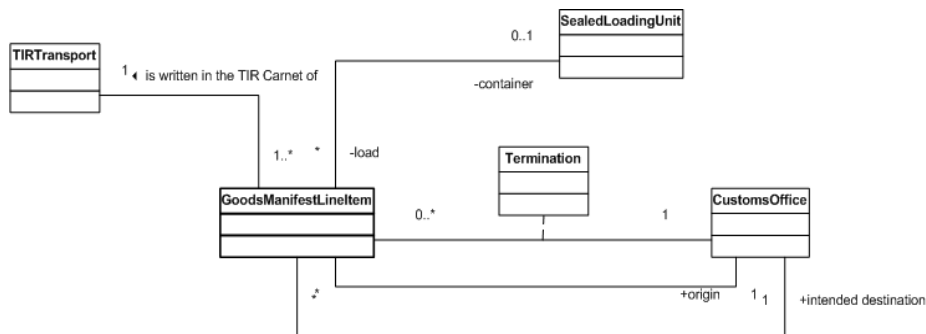 SealedLoadingUnit
0..1
TIRTransport
1
is written in the TIR Carnet of
-container
1..*
*
-load
Termination
GoodsManifestLineItem
CustomsOffice
0..*
1
*
+origin
1
1
+intended destination